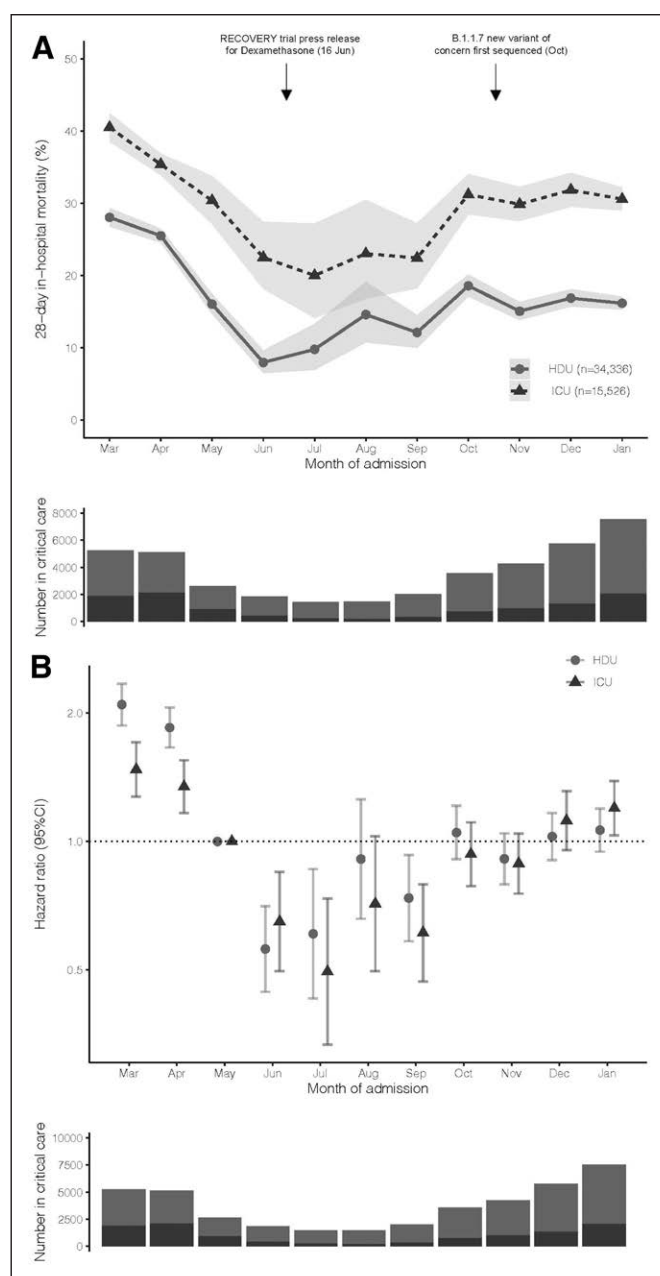 A
RECOVERY trial press release
for Dexamethasone (16 Jun)
B.1.1.7 new variant of
concern first sequenced (Oct)
28-day in-hospital mortality (%)
50
40
30
20
10
0
HDU (n=34,336)
ICU (n=15,526)
Mar Apr May Jun Jul Aug Sep Oct Nov Dec Jan
Month of admission
Number in critical care
8000
6000
4000
2000
0
B
HDU
ICU
Hazard ratio (95%CI)
2.0
1.0
0.5
Mar Apr May Jun Jul Aug Sep Oct Nov Dec Jan
Month of admission
Number in critical care
10000
7500
5000
2500
0